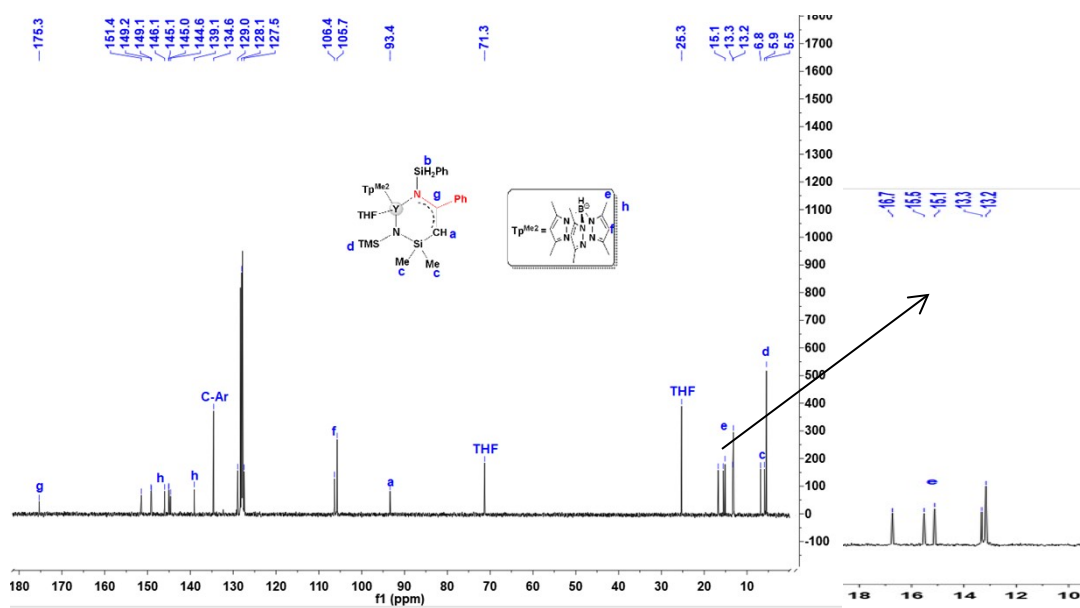 175.3
151.4
149.2
149.1
146.1
145.1
145.0
144.6
139.1
134.6
129.0
128.1
127.5
106.4
105.7
93.4
71.3
25.3
15.1
13.3
13.2
6.8
5.9
5.5
1800
1700
1600
1500
1400
1300
1200
1100
1000
900
800
700
600
500
400
300
200
100
0
-100
b
SiH2Ph
TpMe2
N
g
Ph
Y
THF
N
CH
a
d
TMS
Si
Me
c
Me
c
TpMe2 =
H
B
⊖
e
h
f
N
N
N
N
N
N
g
h
h
C-Ar
f
a
THF
THF
e
c
d
180 170 160 150 140 130 120 110 100 90 80 70 60 50 40 30 20 10
f1 (ppm)
16.7
15.5
15.1
13.3
13.2
e
18 16 14 12 10